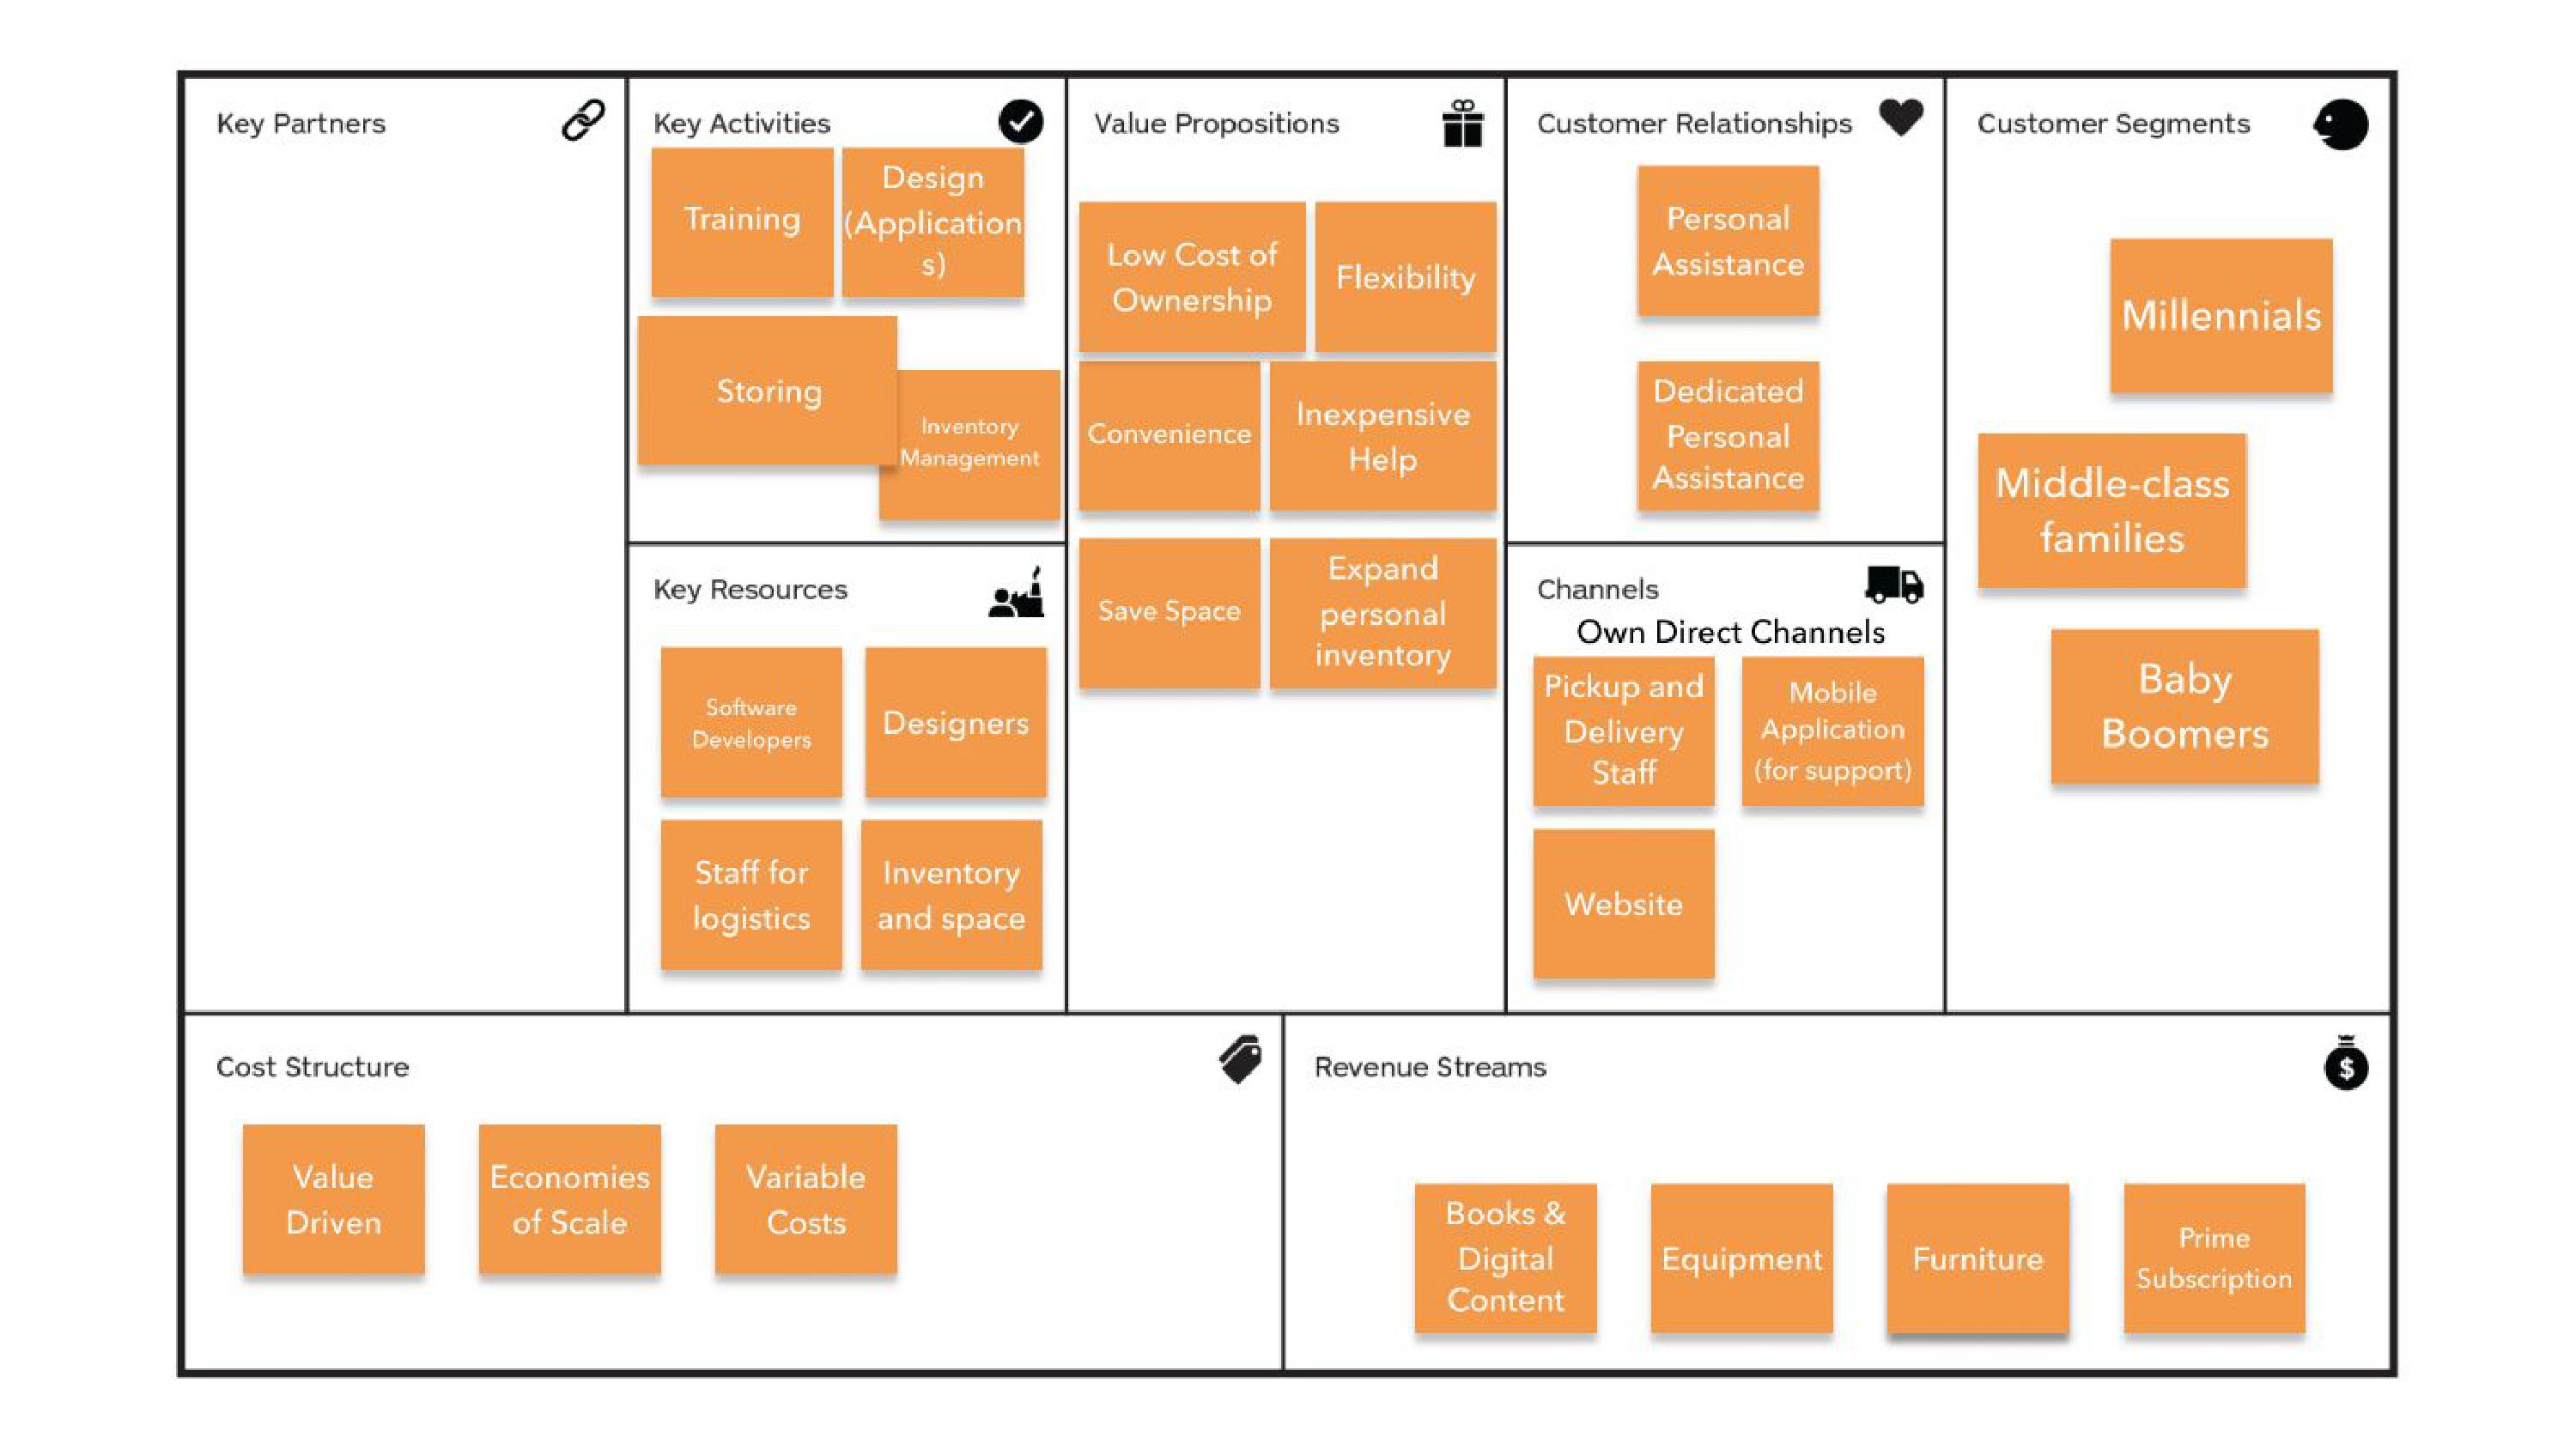 Key Partners
Key Activities
Training
Design
(Application
s)
Storing
Inventory
Management
Key Resources
Software
Developers
Designers
Staff for
logistics
Inventory
and space
Value Propositions
Low Cost of
Ownership
Flexibility
Convenience
Inexpensive
Help
Save Space
Expand
personal
inventory
Customer Relationships
Personal
Assistance
Dedicated
Personal
Assistance
Channels
Own Direct Channels
Pickup and
Delivery
Staff
Mobile
Application
(for support)
Website
Customer Segments
Millennials
Middle-class
families
Baby
Boomers
Cost Structure
Value
Driven
Economies
of Scale
Variable
Costs
Revenue Streams
$
Books &
Digital
Content
Equipment
Furniture
Prime
Subscription